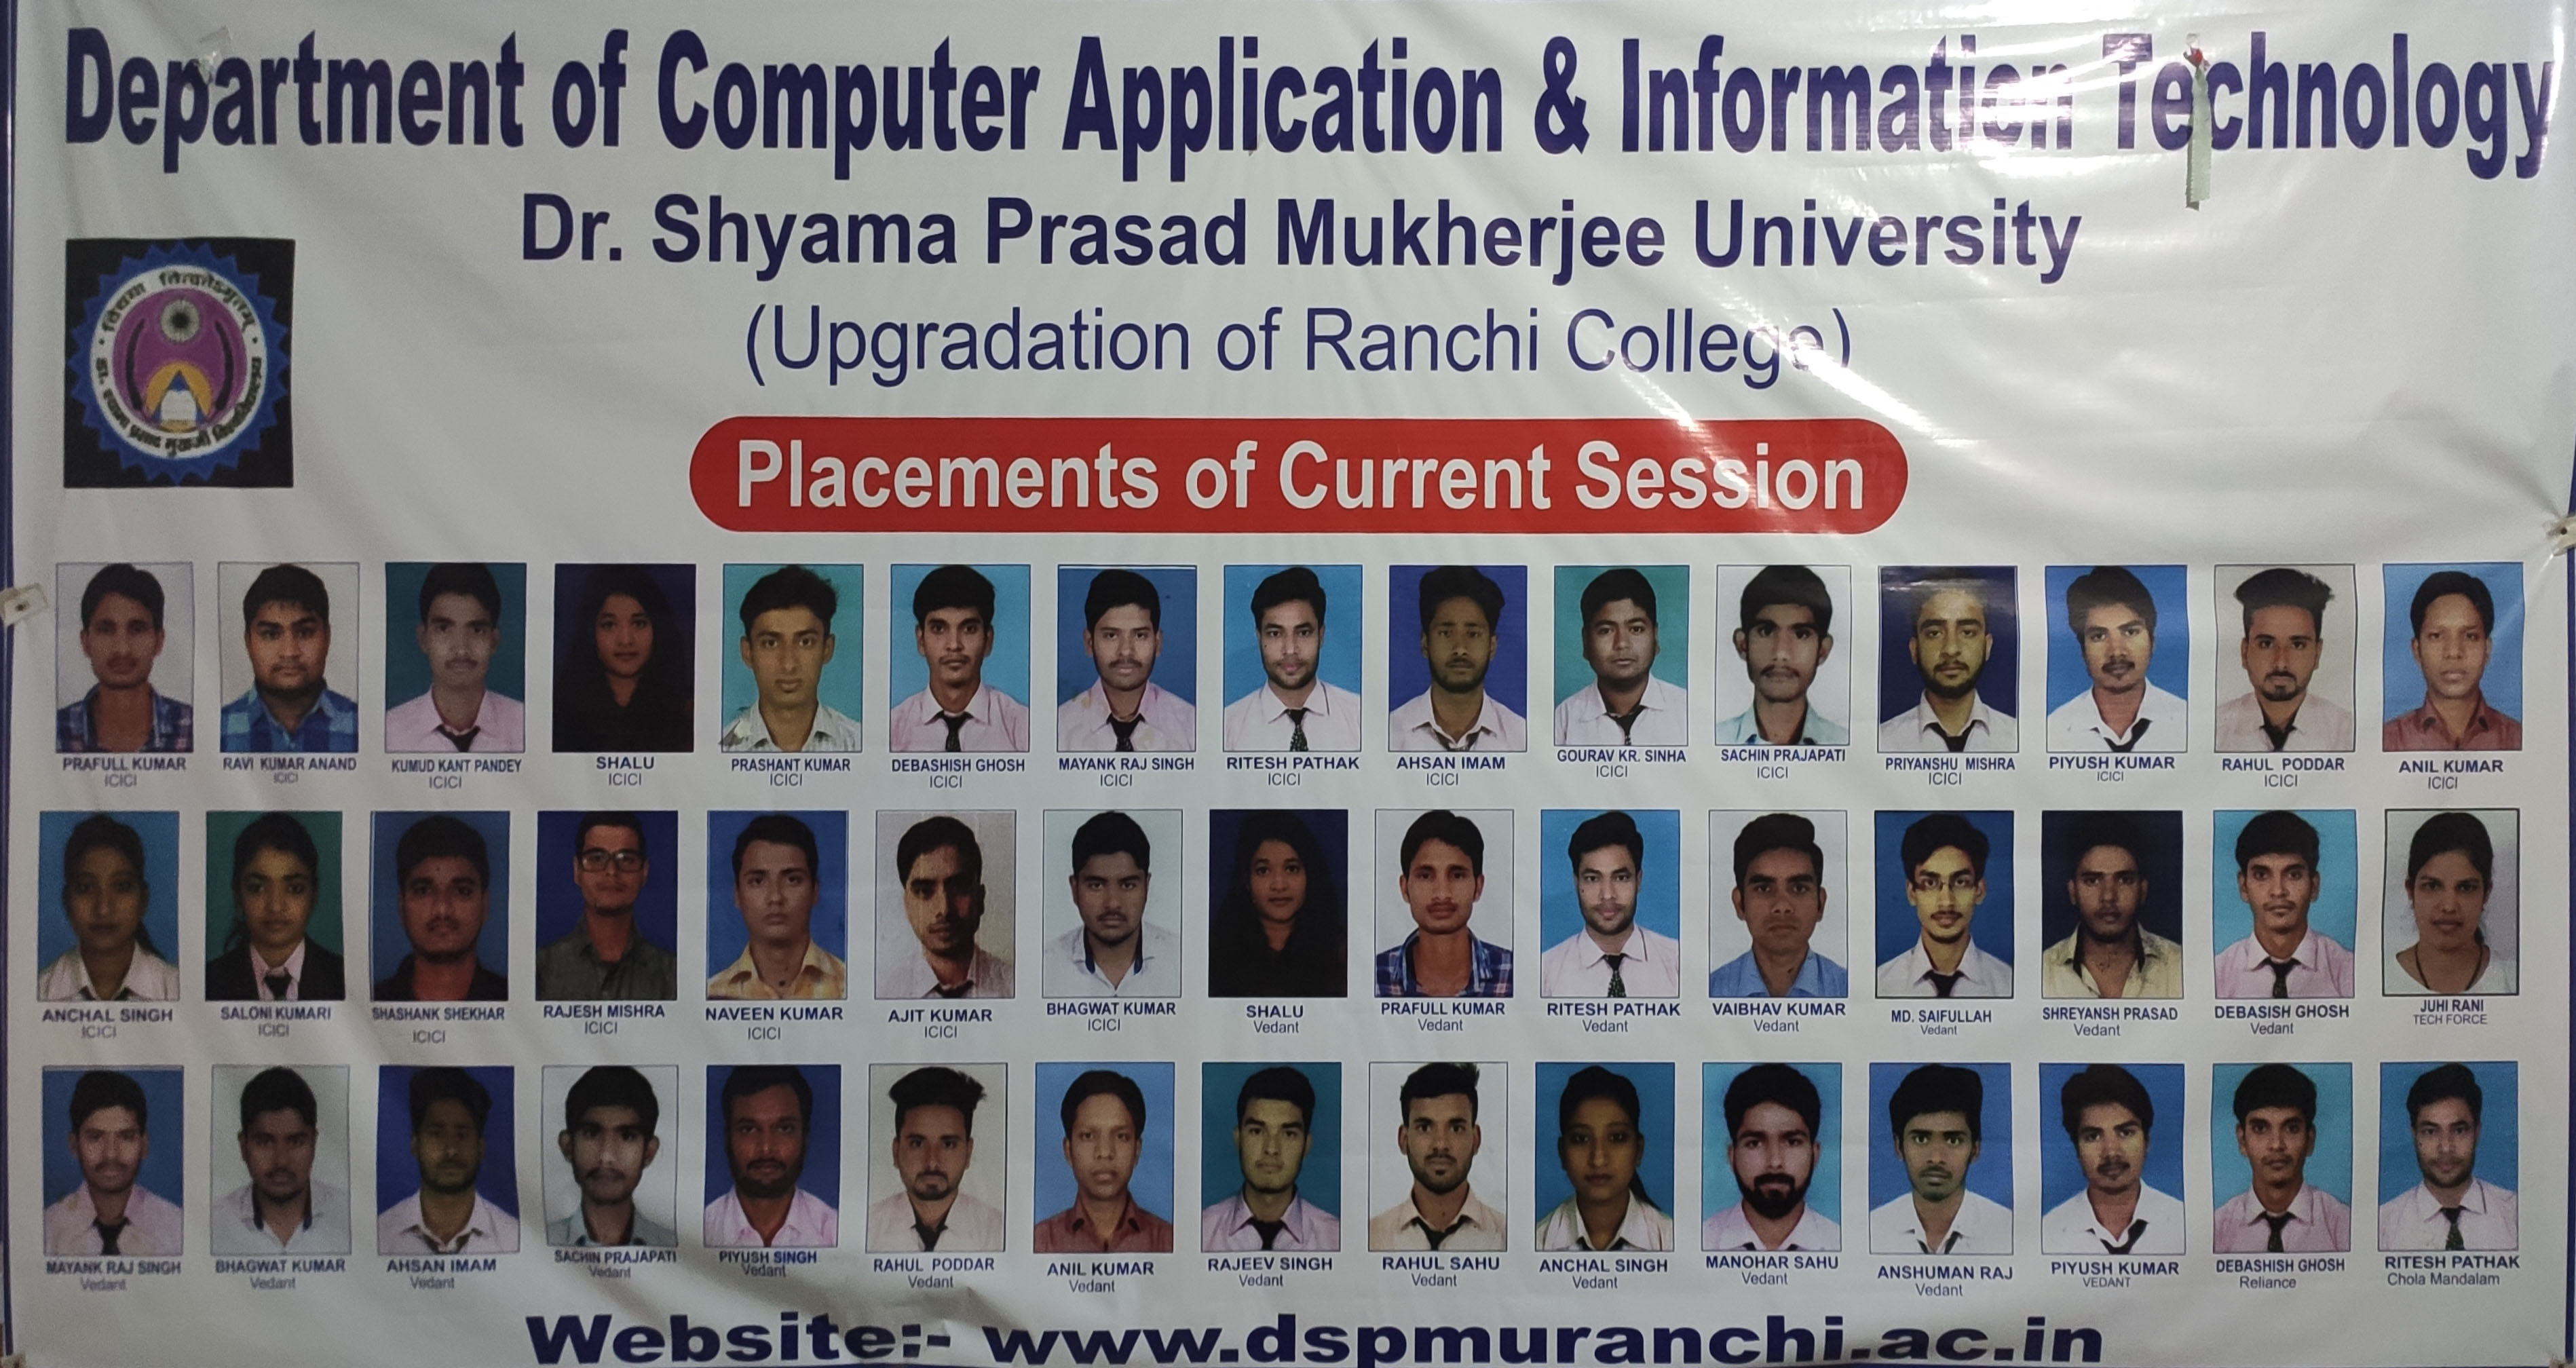 Department of Computer Application & Information Technology
Dr. Shyama Prasad Mukherjee University
(Upgradation of Ranchi College)
विद्यया
डा. श्यामा प्रसाद मुखर्जी विश्वविद्यालय
Placements of Current Session
PRAFULL KUMAR RAVI KUMAR ANAND KUMUD KANT PANDEY SHALU PRASHANT KUMAR DEBASHISH GHOSH MAYANK RAJ SINGH RITESH PATHAK AHSAN IMAM GOURAV KR. SINHA SACHIN PRAJAPATI PRIYANSHU MISHRA PIYUSH KUMAR RAHUL PODDAR ANIL KUMAR
ICICI ICICI ICICI ICICI ICICI ICICI ICICI ICICI ICICI ICICI ICICI ICICI ICICI ICICI ICICI
ANCHAL SINGH SALONI KUMARI SHASHANK SHEKHAR RAJESH MISHRA NAVEEN KUMAR AJIT KUMAR BHAGWAT KUMAR SHALU PRAFULL KUMAR RITESH PATHAK VAIBHAV KUMAR MD. SAIFULLAH SHREYANSH PRASAD DEBASISH GHOSH JUHI RANI
ICICI ICICI ICICI ICICI ICICI ICICI ICICI Vedant Vedant Vedant Vedant Vedant Vedant Vedant TECH FORCE
MAYANK RAJ SINGH BHAGWAT KUMAR AHSAN IMAM SACHIN PRAJAPATI PIYUSH SINGH RAHUL PODDAR ANIL KUMAR RAJEEV SINGH RAHUL SAHU ANCHAL SINGH MANOHAR SAHU ANSHUMAN RAJ PIYUSH KUMAR DEBASHISH GHOSH RITESH PATHAK
Vedant Vedant Vedant Vedant Vedant Vedant Vedant Vedant Vedant Vedant Vedant Vedant VEDANT Reliance Chola Mandalam
Website:- www.dspmuranchi.ac.in